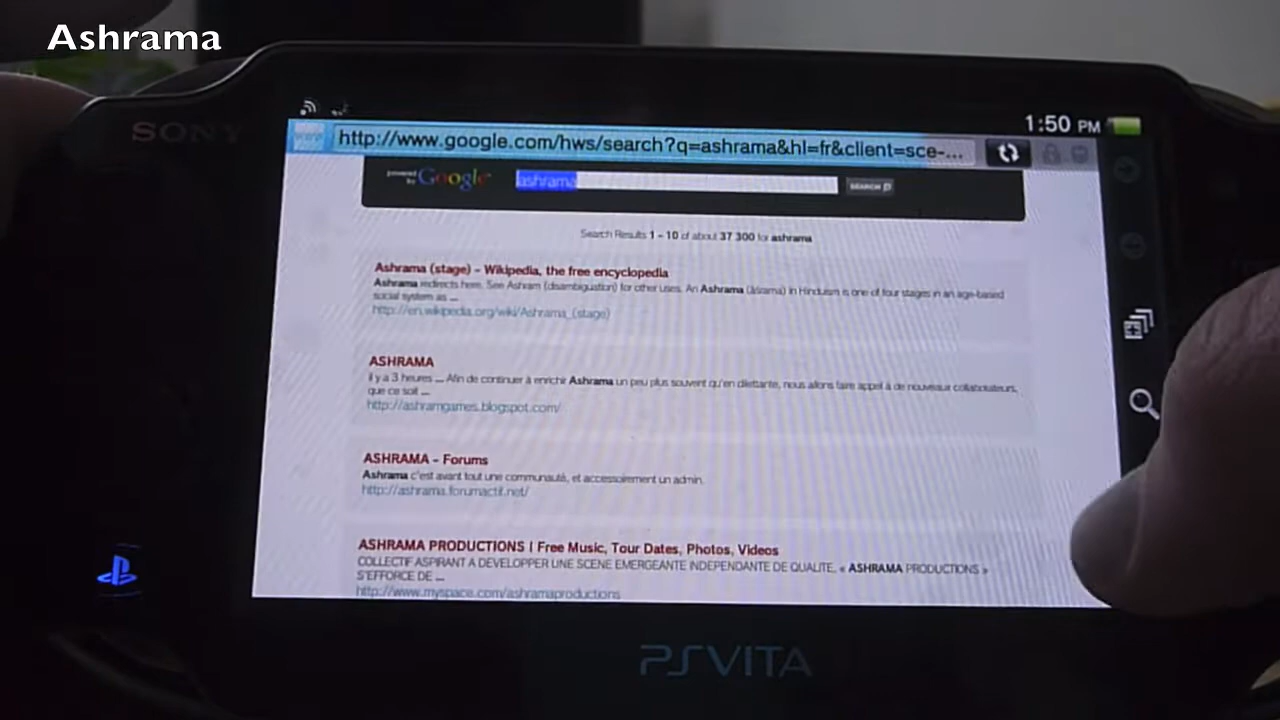 Ashrama
SONY
1:50 PM
http://www.google.com/hws/search?q=ashrama&hl=fr&client=sce-...
powered by Google
ashrama
SEARCH
Search Results 1 - 10 of about 37 300 for ashrama
Ashrama (stage) - Wikipedia, the free encyclopedia
Ashrama redirects here. See Ashram (disambiguation) for other uses. An Ashrama (āśrama) in Hinduism is one of four stages in an age-based
social system as ...
http://en.wikipedia.org/wiki/Ashrama_(stage)
ASHRAMA
il y a 3 heures ... Afin de continuer à enrichir Ashrama un peu plus souvent qu'en dilettante, nous allons faire appel à de nouveaux collaborateurs,
que ce soit ...
http://ashramgames.blogspot.com/
ASHRAMA - Forums
Ashrama c'est avant tout une communauté, et accessoirement un admin.
http://ashrama.forumactif.net/
ASHRAMA PRODUCTIONS | Free Music, Tour Dates, Photos, Videos
COLLECTIF ASPIRANT A DEVELOPPER UNE SCENE EMERGEANTE INDEPENDANTE DE QUALITE, « ASHRAMA PRODUCTIONS »
S'EFFORCE DE ...
http://www.myspace.com/ashramaproductions
PSVITA